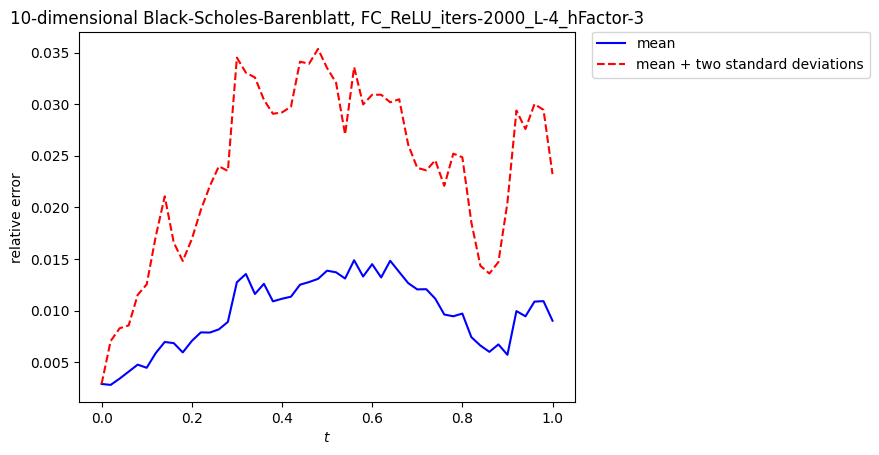 10-dimensional Black-Scholes-Barenblatt, FC_ReLU_iters-2000_L-4_hFactor-3
mean
mean + two standard deviations
relative error
0.035
0.030
0.025
0.020
0.015
0.010
0.005
0.0 0.2 0.4 0.6 0.8 1.0
t